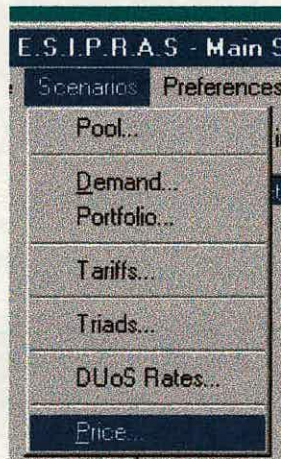 E.S.I.P.R.A.S - Main S
Scenarios Preferences
Pool...
Demand...
Portfolio...
Tariffs...
Triads...
DUoS Rates...
Price...